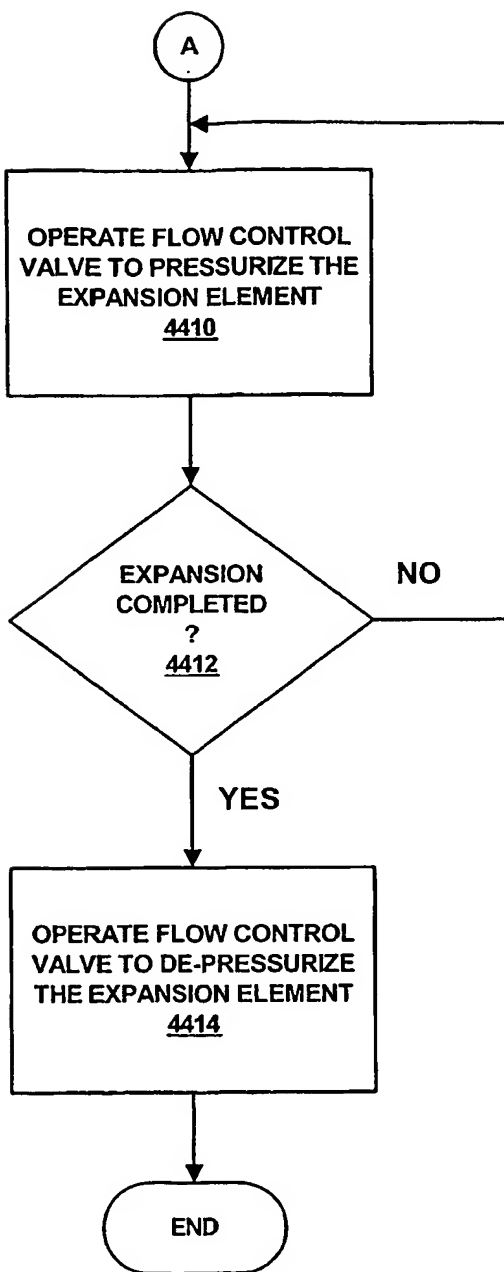 A
OPERATE FLOW CONTROL
VALVE TO PRESSURIZE THE
EXPANSION ELEMENT
4410
EXPANSION
COMPLETED
?
4412
NO
YES
OPERATE FLOW CONTROL
VALVE TO DE-PRESSURIZE
THE EXPANSION ELEMENT
4414
END